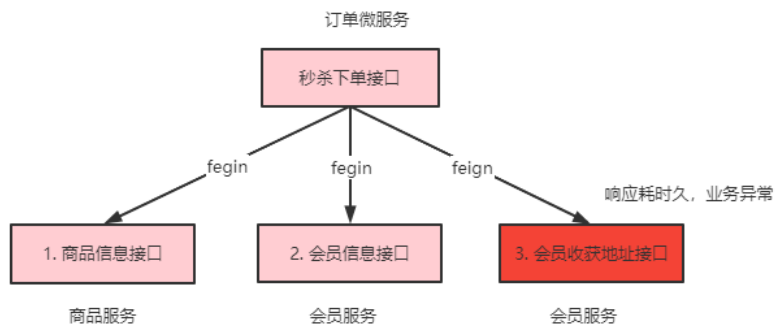 订单微服务
秒杀下单接口
fegin
fegin
feign
响应耗时久，业务异常
1. 商品信息接口
2. 会员信息接口
3. 会员收获地址接口
商品服务
会员服务
会员服务